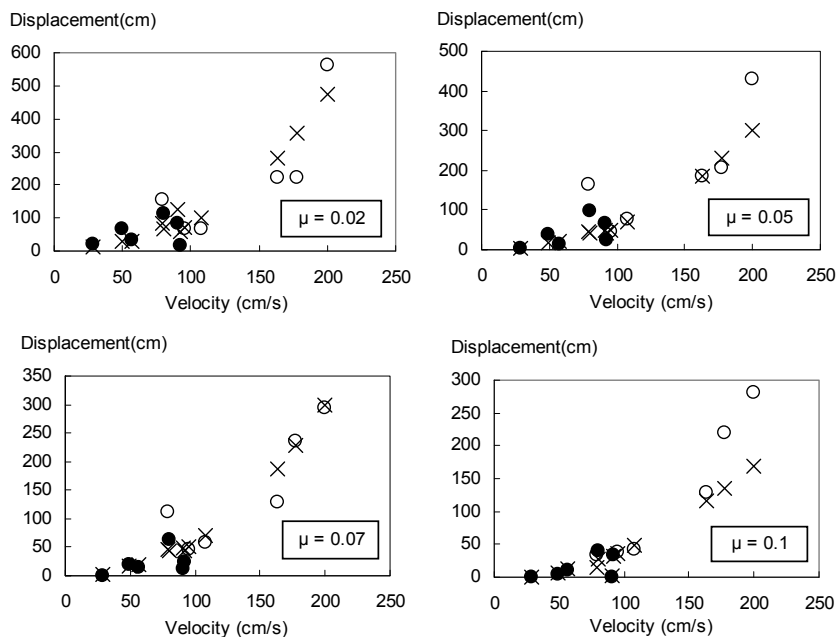 Displacement(cm)
600
500
400
300
200
100
0
μ = 0.02
0 50 100 150 200 250
Velocity (cm/s)
Displacement(cm)
500
400
300
200
100
0
μ = 0.05
0 50 100 150 200 250
Velocity (cm/s)
Displacement(cm)
350
300
250
200
150
100
50
0
μ = 0.07
0 50 100 150 200 250
Velocity (cm/s)
Displacement(cm)
300
250
200
150
100
50
0
μ = 0.1
0 50 100 150 200 250
Velocity (cm/s)